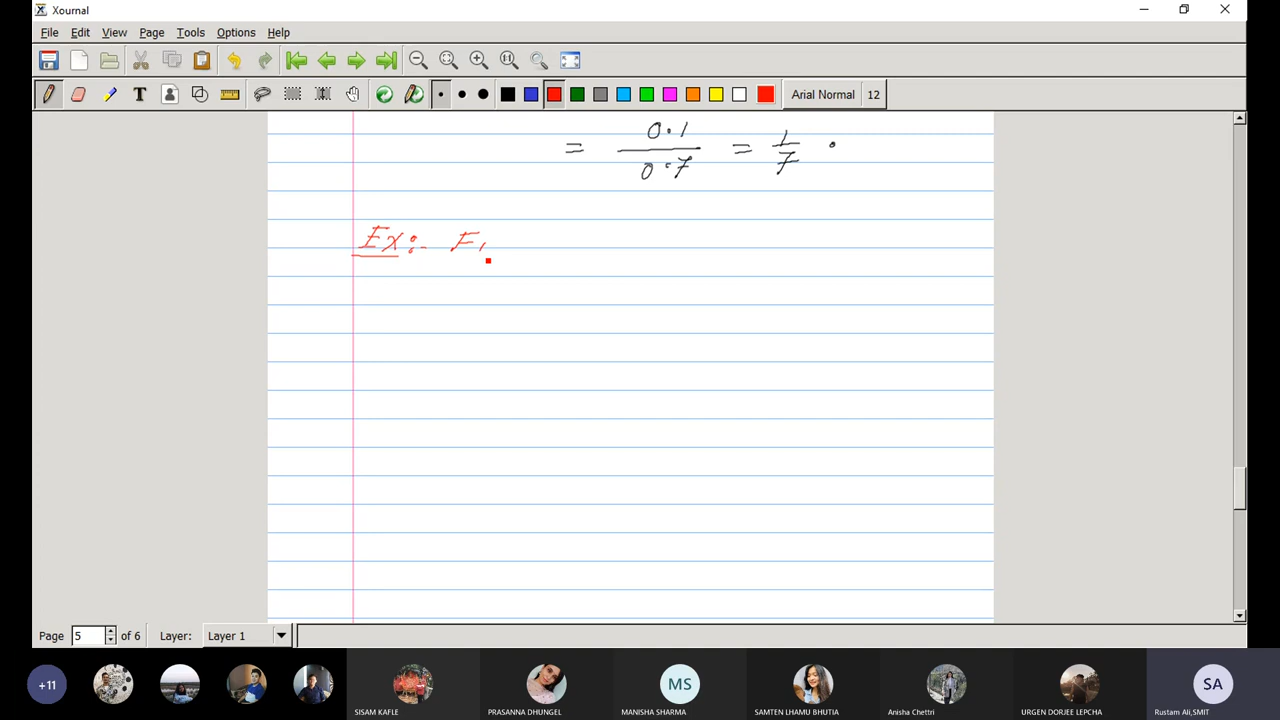 Xournal
File Edit View Page Tools Options Help
Arial Normal 12
= 0.1 / 0.7 = 1 / 7 .
Ex:- Fi
Page 5 of 6 Layer: Layer 1
+11 MS SA
SISAM KAFLE PRASANNA DHUNGEL MANISHA SHARMA SAMTEN LHAMU BHUTIA Anisha Chettri URGEN DORJEE LEPCHA Rustam Ali,SMIT